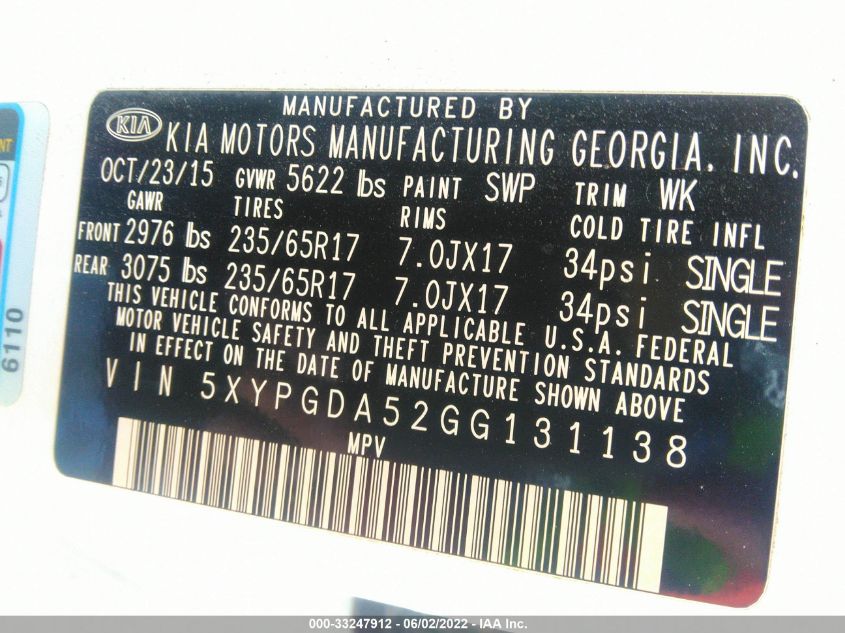 MANUFACTURED BY
KIA KIA MOTORS MANUFACTURING GEORGIA, INC.
OCT/23/15 GVWR 5622 lbs PAINT SWP TRIM WK
GAWR TIRES RIMS COLD TIRE INFL
FRONT 2976 lbs 235/65R17 7.0JX17 34psi SINGLE
REAR 3075 lbs 235/65R17 7.0JX17 34psi SINGLE
THIS VEHICLE CONFORMS TO ALL APPLICABLE U.S.A. FEDERAL
MOTOR VEHICLE SAFETY AND THEFT PREVENTION STANDARDS
IN EFFECT ON THE DATE OF MANUFACTURE SHOWN ABOVE
VIN 5XYPGDA52GG131138
MPV
6110
000-33247912 - 06/02/2022 - IAA Inc.